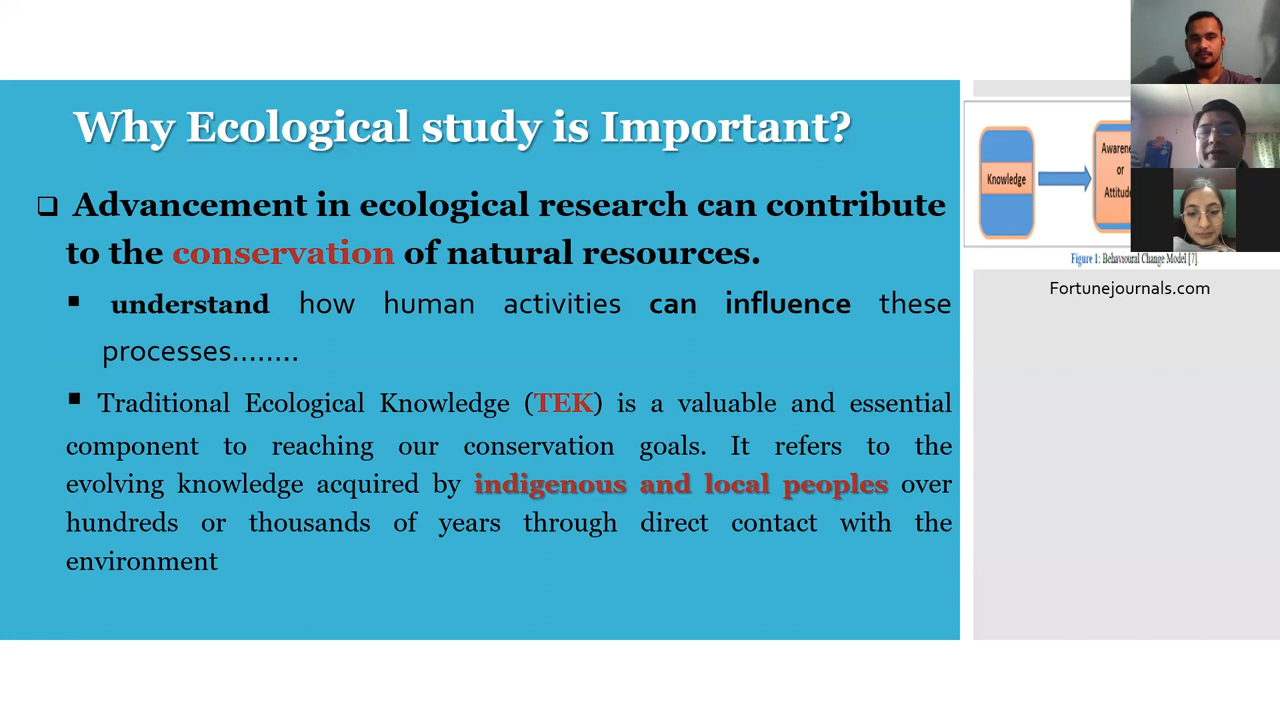 Why Ecological study is Important?
❑ Advancement in ecological research can contribute
to the conservation of natural resources.
▪ understand how human activities can influence these
processes........
▪ Traditional Ecological Knowledge (TEK) is a valuable and essential
component to reaching our conservation goals. It refers to the
evolving knowledge acquired by indigenous and local peoples over
hundreds or thousands of years through direct contact with the
environment
Knowledge
or
Figure 1: Behavioural Change Model [7].
Fortunejournals.com